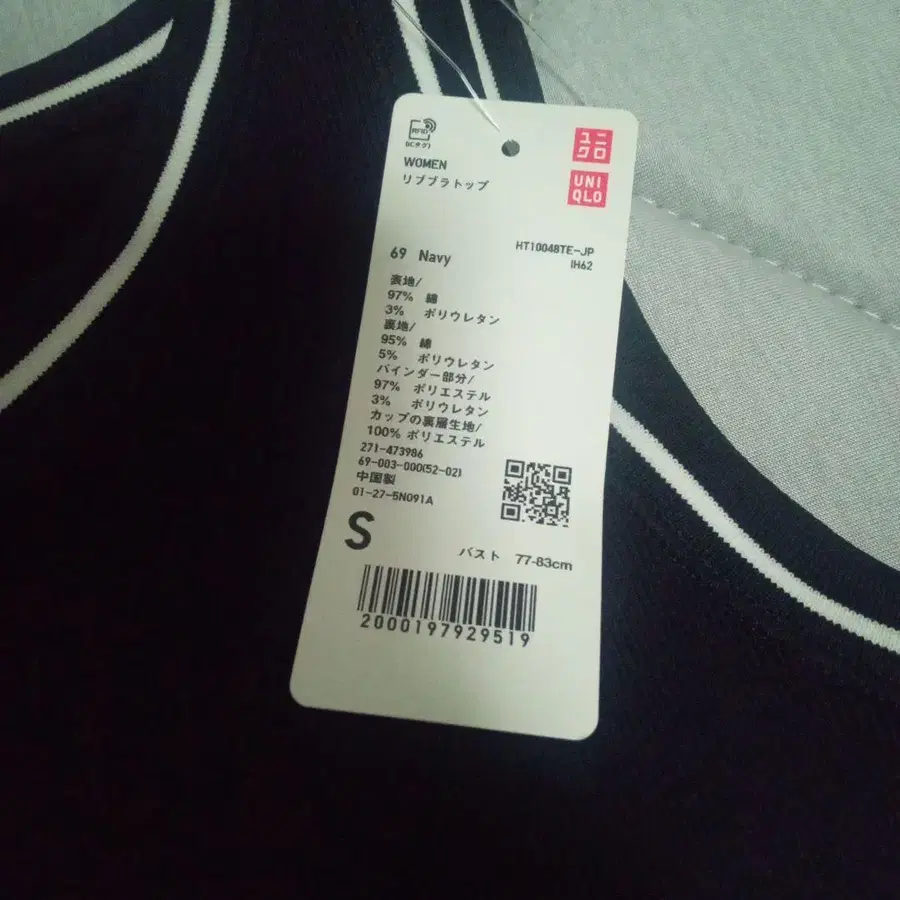 RFID
(ICタグ)
ユニ
クロ
UNI
QLO
WOMEN
リブブラトップ
69 Navy
HT10048TE-JP
IH62
表地/
97% 綿
3% ポリウレタン
裏地/
95% 綿
5% ポリウレタン
バインダー部分/
97% ポリエステル
3% ポリウレタン
カップの裏層生地/
100% ポリエステル
271-473986
69-003-000(52-02)
中国製
01-27-5N091A
S
バスト 77-83cm
2000197929519